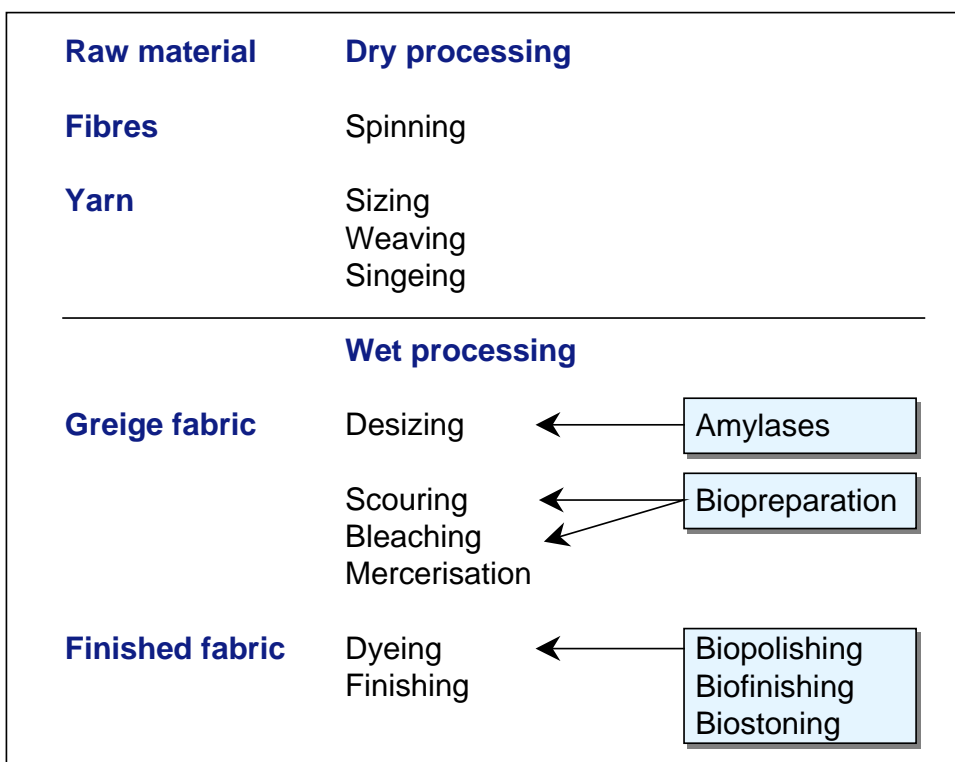 Raw material Dry processing
Fibres Spinning
Yarn Sizing
Weaving
Singeing
Wet processing
Greige fabric Desizing Amylases
Scouring Biopreparation
Bleaching
Mercerisation
Finished fabric Dyeing Biopolishing
Finishing Biofinishing
Biostoning